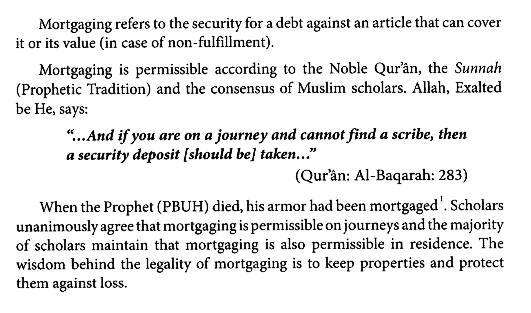 Mortgaging refers to the security for a debt against an article that can cover
it or its value (in case of non-fulfillment).
Mortgaging is permissible according to the Noble Qur'ân, the Sunnah
(Prophetic Tradition) and the consensus of Muslim scholars. Allah, Exalted
be He, says:
“...And if you are on a journey and cannot find a scribe, then
a security deposit [should be] taken...”
(Qur'ân: Al-Baqarah: 283)
When the Prophet (PBUH) died, his armor had been mortgaged¹. Scholars
unanimously agree that mortgaging is permissible on journeys and the majority
of scholars maintain that mortgaging is also permissible in residence. The
wisdom behind the legality of mortgaging is to keep properties and protect
them against loss.